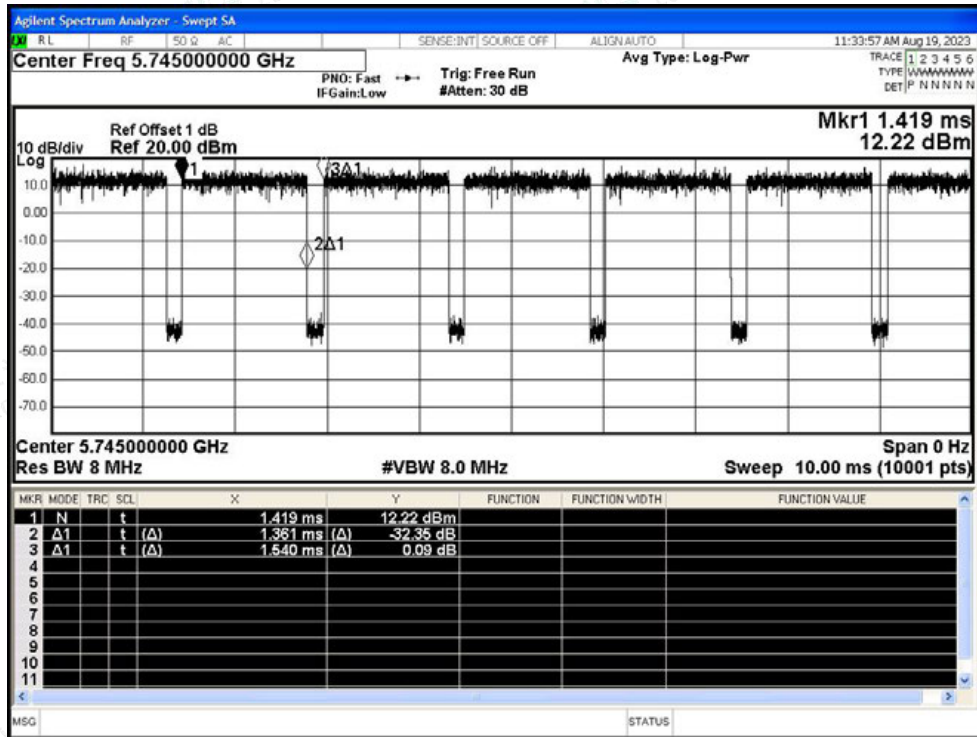 Agilent Spectrum Analyzer - Swept SA
RL RF 50 Ω AC SENSE:INT SOURCE OFF ALIGN AUTO 11:33:57 AM Aug 19, 2023
Center Freq 5.745000000 GHz
PNO: Fast
IFGain:Low
Trig: Free Run
#Atten: 30 dB
Avg Type: Log-Pwr
TRACE 1 2 3 4 5 6
TYPE WWWWWW
DET P N N N N N
Mkr1 1.419 ms
12.22 dBm
Ref Offset 1 dB
10 dB/div Ref 20.00 dBm
Log
1
3Δ1
10.0
0.00
2Δ1
-10.0
-20.0
-30.0
-40.0
-50.0
-60.0
-70.0
Center 5.745000000 GHz Span 0 Hz
Res BW 8 MHz #VBW 8.0 MHz Sweep 10.00 ms (10001 pts)
MKR MODE TRC SCL X Y FUNCTION FUNCTION WIDTH FUNCTION VALUE
1 N t 1.419 ms 12.22 dBm
2 Δ1 t (Δ) 1.361 ms (Δ) -32.35 dB
3 Δ1 t (Δ) 1.540 ms (Δ) 0.09 dB
4
5
6
7
8
9
10
11
MSG STATUS